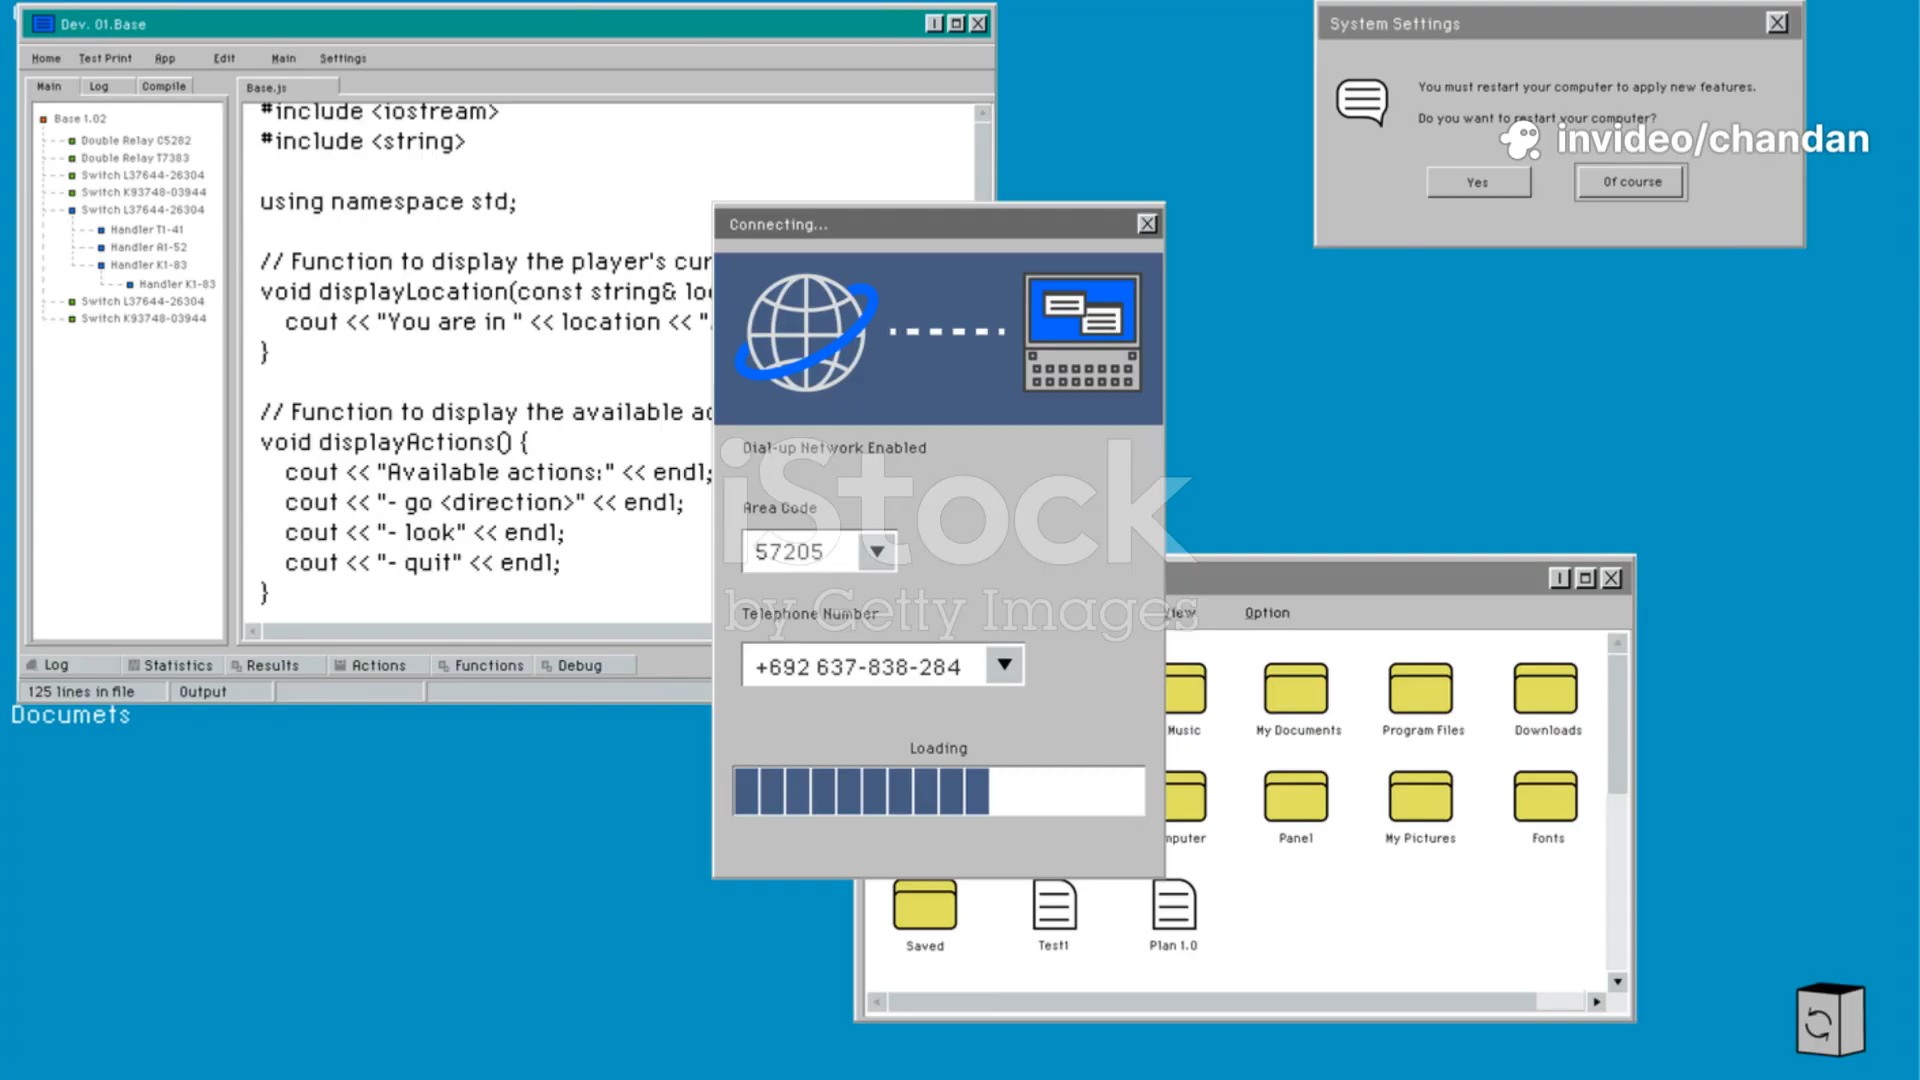 Dev. 01.Base
Home Test Print App Edit Main Settings
Main Log Compile
Base.js
Base 1.02
Double Relay C5282
Double Relay T7383
Switch L37644-26304
Switch K93748-03944
Switch L37644-26304
Handler T1-41
Handler A1-52
Handler K1-83
Handler K1-83
Switch L37644-26304
Switch K93748-03944
#include <iostream>
#include <string>
using namespace std;
// Function to display the player's cur
void displayLocation(const string& loc
cout << "You are in " << location << ".
}
// Function to display the available ac
void displayActions() {
cout << "Available actions:" << endl;
cout << "- go <direction>" << endl;
cout << "- look" << endl;
cout << "- quit" << endl;
}
Log Statistics Results Actions Functions Debug
125 lines in file Output
Documets
System Settings
You must restart your computer to apply new features.
Do you want to restart your computer?
invideo/chandan
Yes Of course
Connecting...
Dial-up Network Enabled
Area Code
57205
Telephone Number
+692 637-838-284
Loading
iStock
by Getty Images
View Option
Music My Documents Program Files Downloads
mputer Panel My Pictures Fonts
Saved Test1 Plan 1.0